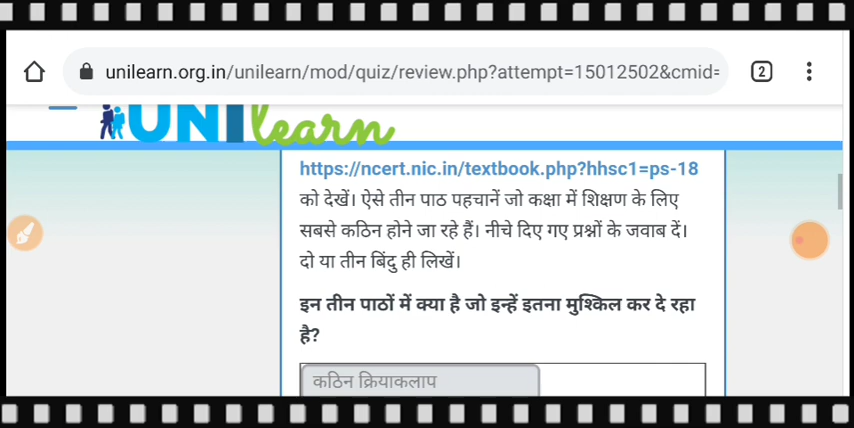 unilearn.org.in/unilearn/mod/quiz/review.php?attempt=15012502&cmid=
2
UNI learn
https://ncert.nic.in/textbook.php?hhsc1=ps-18
को देखें। ऐसे तीन पाठ पहचानें जो कक्षा में शिक्षण के लिए
सबसे कठिन होने जा रहे हैं। नीचे दिए गए प्रश्नों के जवाब दें।
दो या तीन बिंदु ही लिखें।
इन तीन पाठों में क्या है जो इन्हें इतना मुश्किल कर दे रहा
है?
कठिन क्रियाकलाप